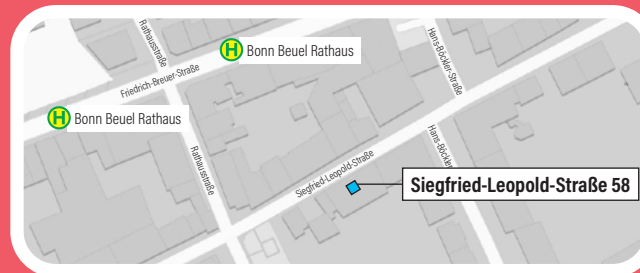 Rathausstraße
Hans-Böckler-Straße
H Bonn Beuel Rathaus
Friedrich-Breuer-Straße
H Bonn Beuel Rathaus
Rathausstraße
Hans-Böckler
Siegfried-Leopold-Straße
Siegfried-Leopold-Straße 58